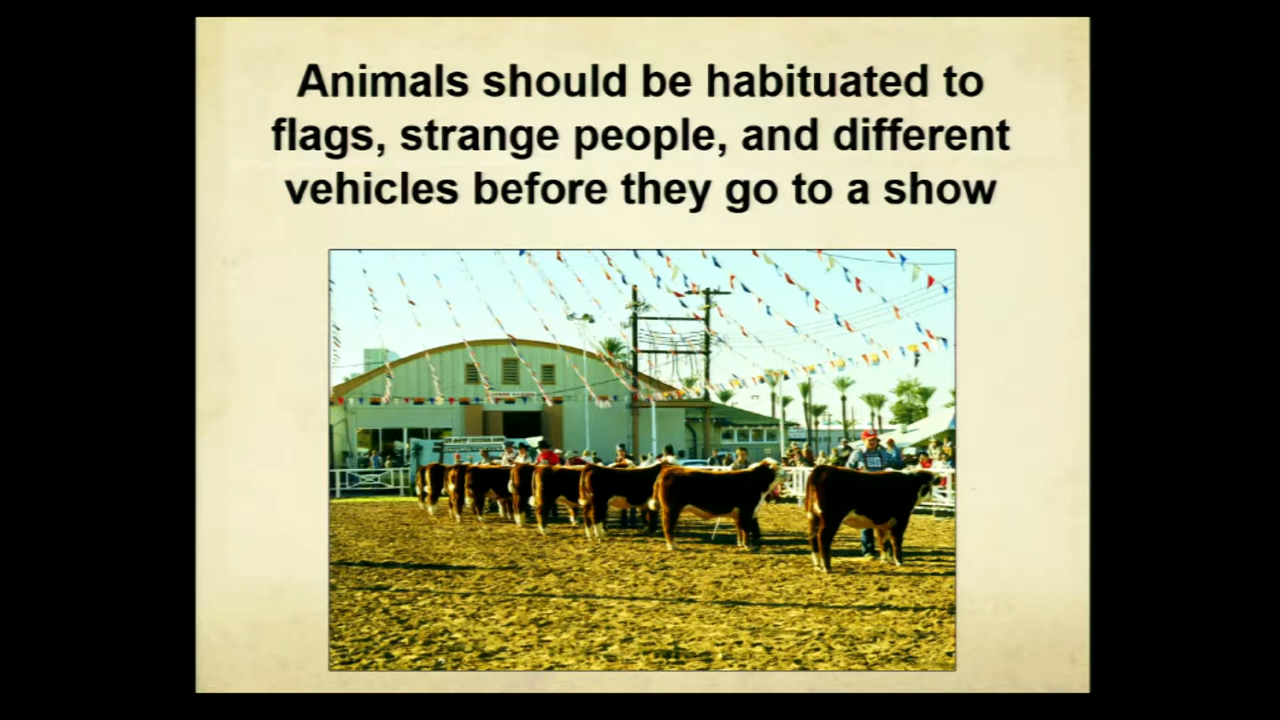 Animals should be habituated to
flags, strange people, and different
vehicles before they go to a show